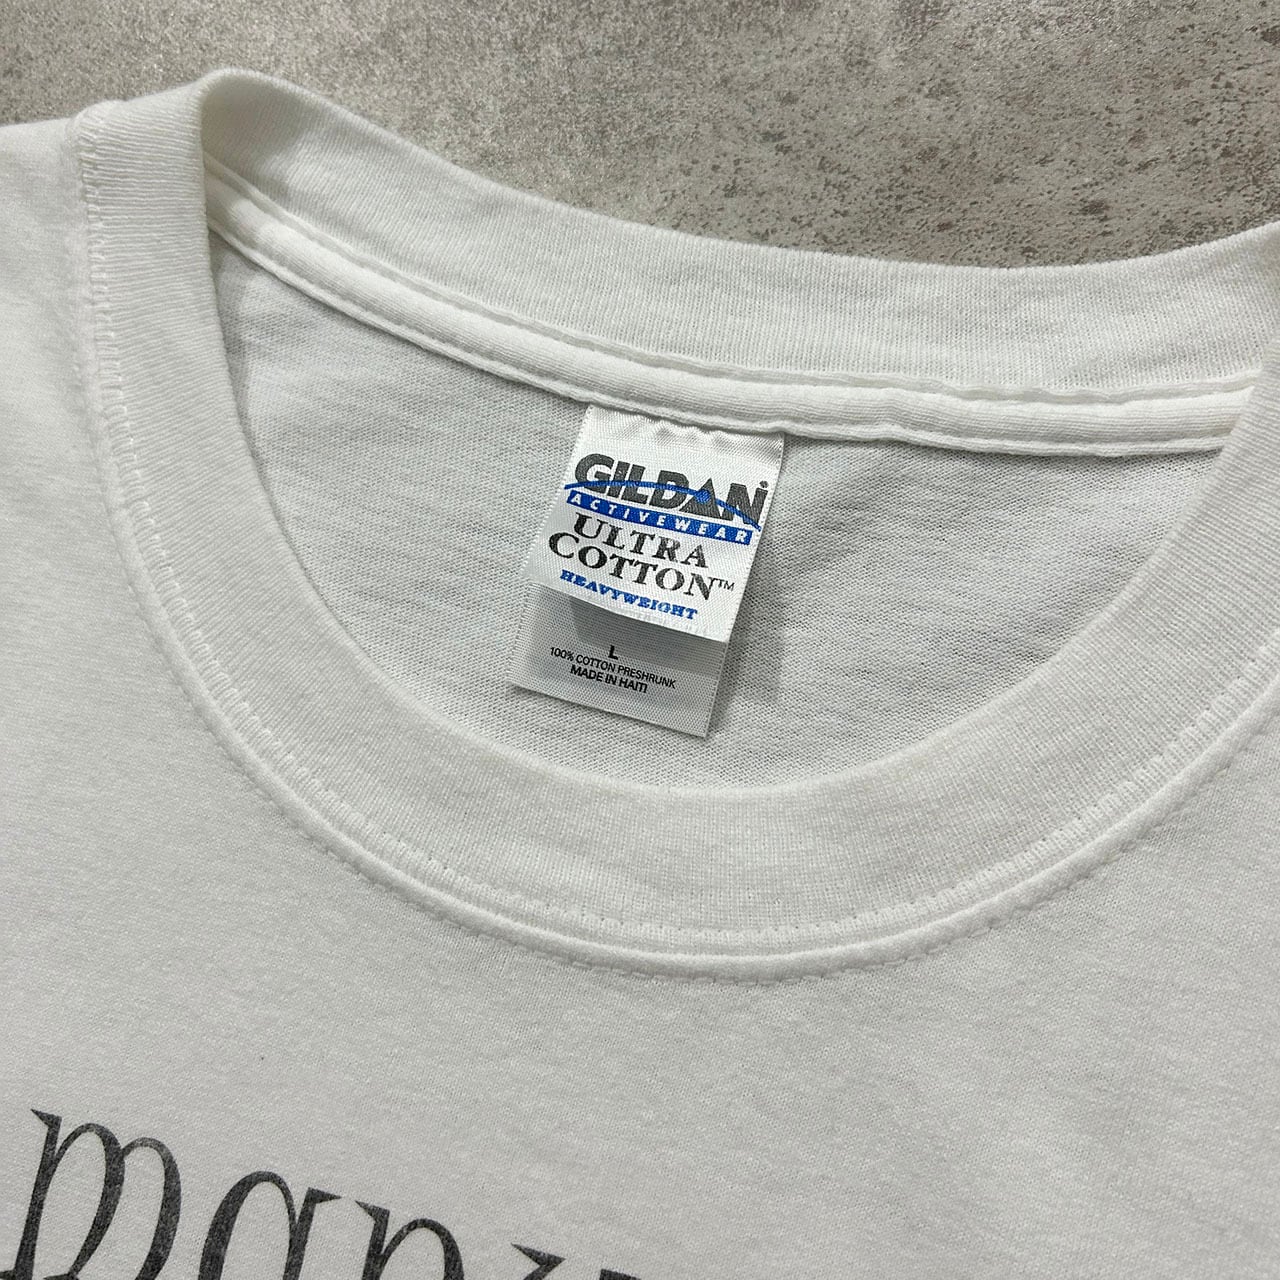 GILDAN®
ACTIVEWEAR
ULTRA
COTTON™
HEAVYWEIGHT
L
100% COTTON PRESHRUNK
MADE IN HAITI